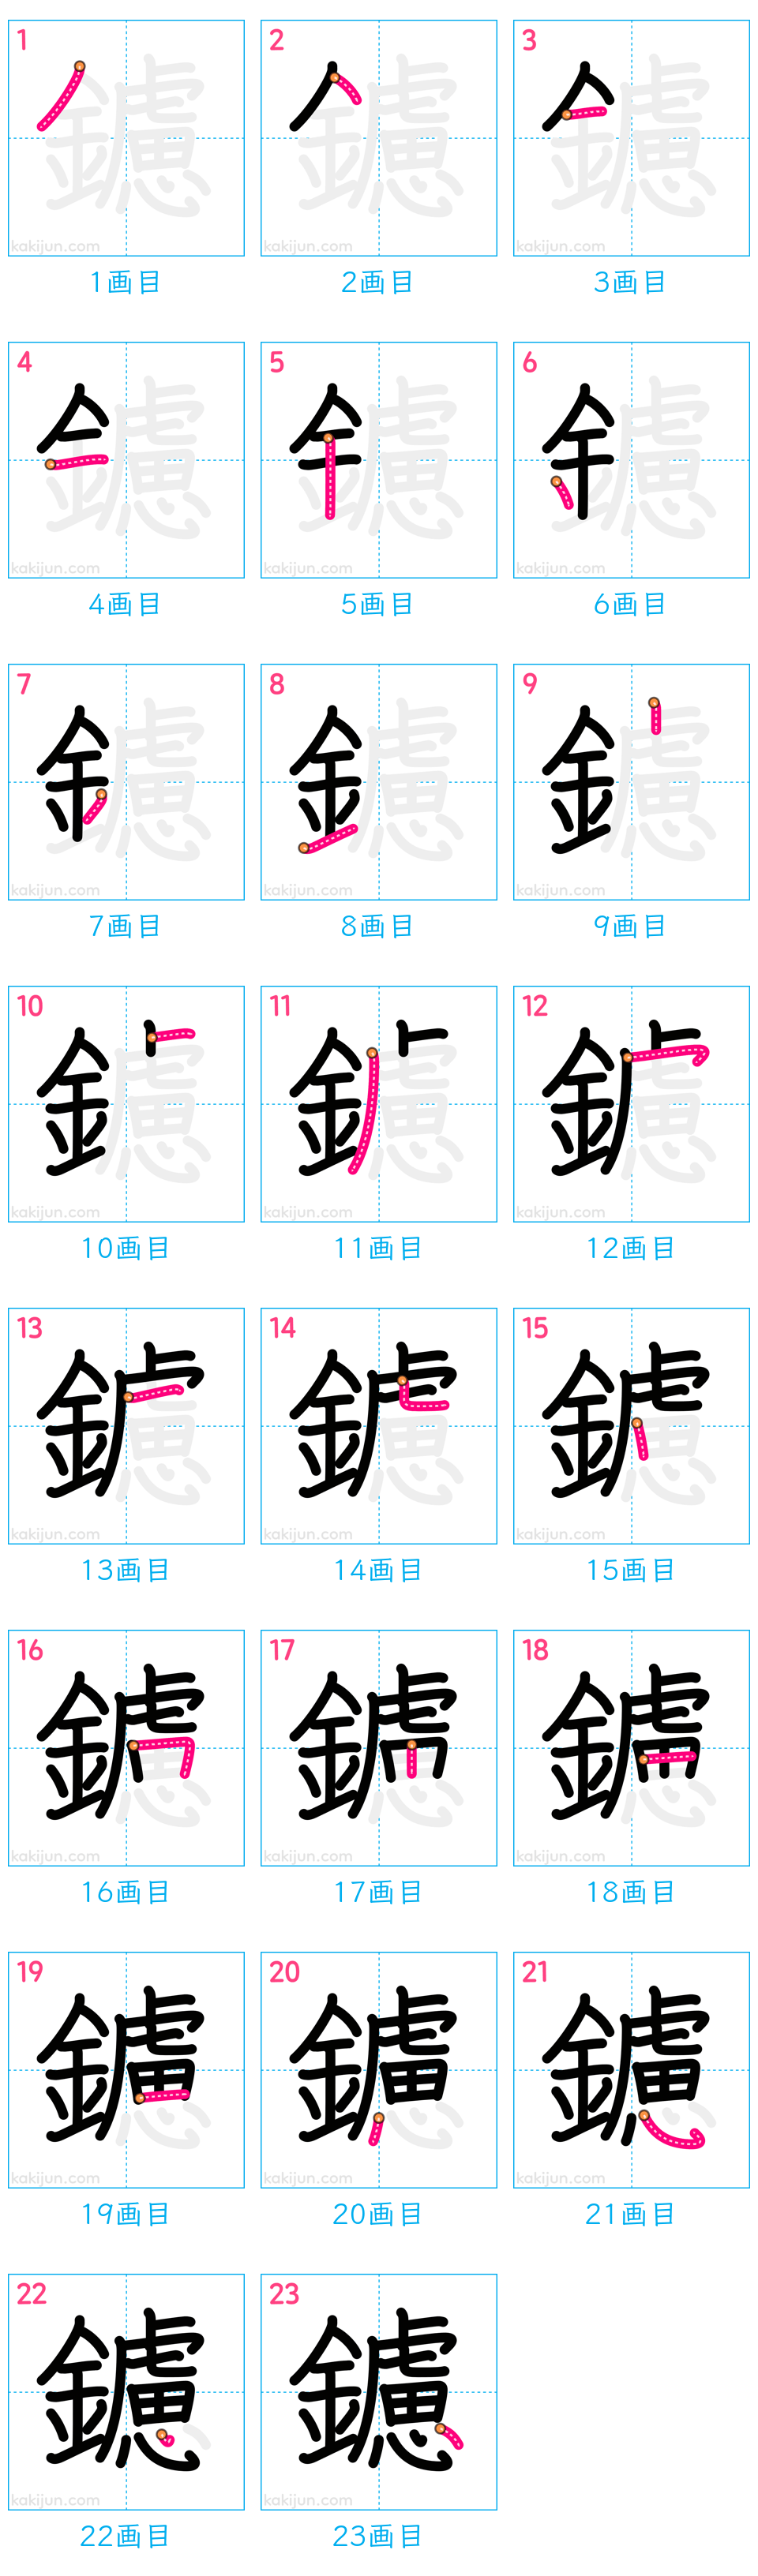 1 2 3
kakijun.com kakijun.com kakijun.com
1画目 2画目 3画目
4 5 6
kakijun.com kakijun.com kakijun.com
4画目 5画目 6画目
7 8 9
kakijun.com kakijun.com kakijun.com
7画目 8画目 9画目
10 11 12
kakijun.com kakijun.com kakijun.com
10画目 11画目 12画目
13 14 15
kakijun.com kakijun.com kakijun.com
13画目 14画目 15画目
16 17 18
kakijun.com kakijun.com kakijun.com
16画目 17画目 18画目
19 20 21
kakijun.com kakijun.com kakijun.com
19画目 20画目 21画目
22 23
鑢 鑢
kakijun.com kakijun.com
22画目 23画目